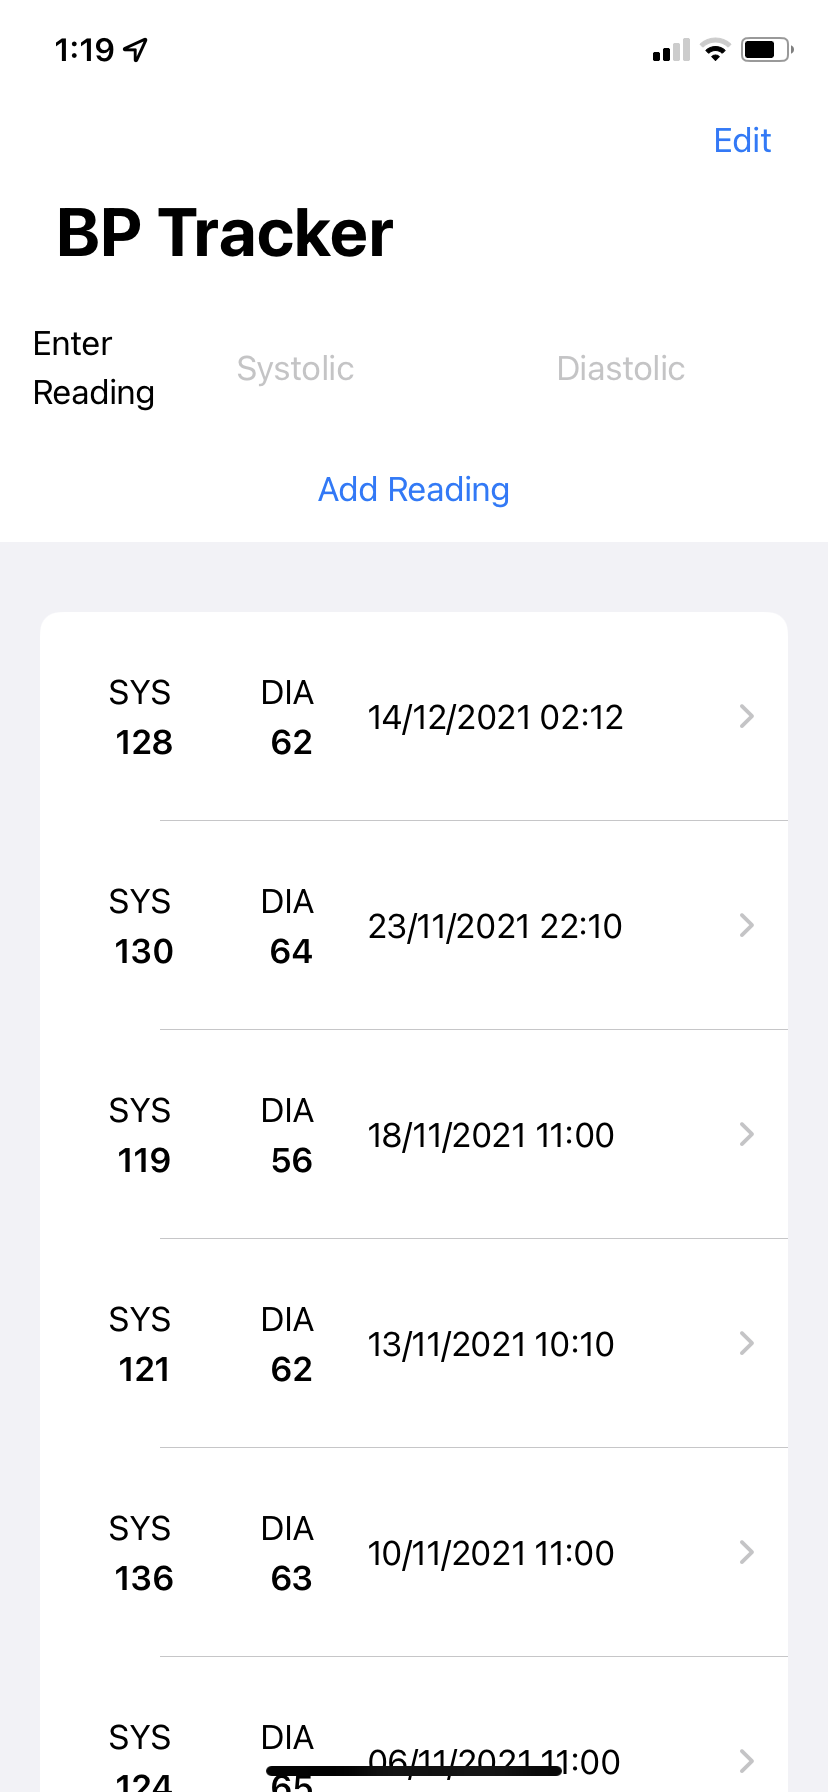 1:19
Edit
BP Tracker
Enter
Reading
Systolic
Diastolic
Add Reading
SYS
128
DIA
62
14/12/2021 02:12
SYS
130
DIA
64
23/11/2021 22:10
SYS
119
DIA
56
18/11/2021 11:00
SYS
121
DIA
62
13/11/2021 10:10
SYS
136
DIA
63
10/11/2021 11:00
SYS
124
DIA
65
06/11/2021 11:00